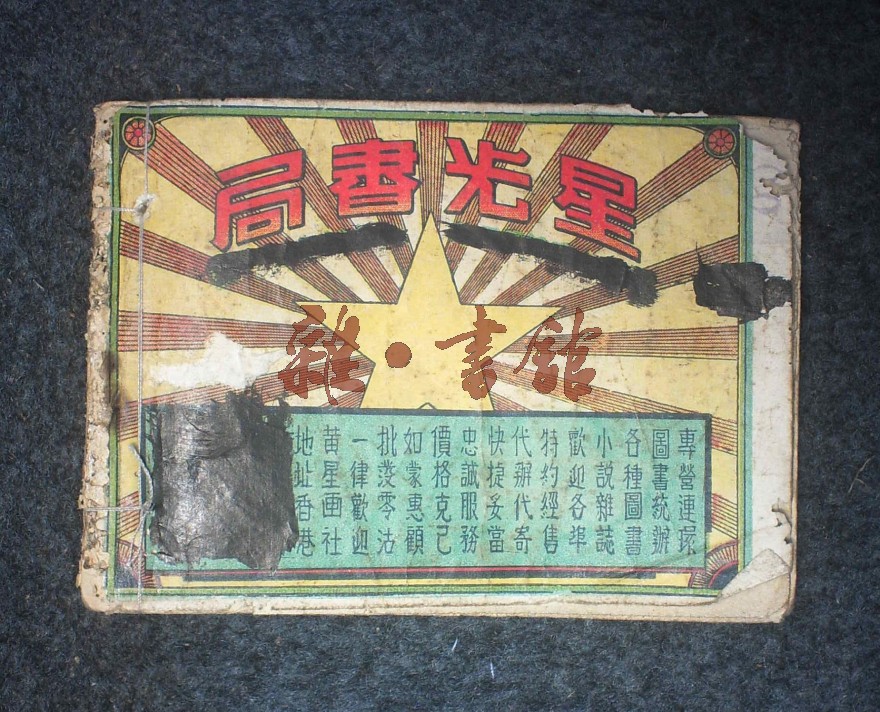 星光書局
雜·書館
專營連環
圖書統辦
各種圖書
小説雜誌
歡迎各埠
特約經售
代辦代寄
快捷妥當
忠誠服務
價格克己
如蒙惠顧
批發零沽
一律歡迎
黄星画社
地址香港